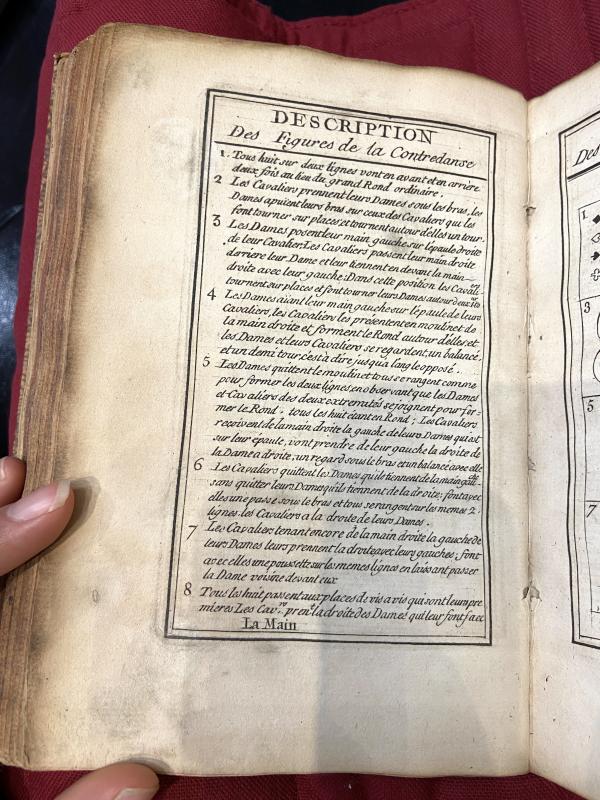 DESCRIPTION
Des Figures de la Contredanse
1. Tous huit sur deux lignes vont en avant et en arriere
deux fois au lieu du grand Rond ordinaire.
2 Les Cavaliers prennent leurs Dames sous les bras, les
Dames apuient leurs bras sur ceux des Cavaliers qui les
font tourner sur places et tournent autour d'elles un tour.
3 Les Dames posent leur main gauche sur l'epaule droite
de leur Cavalier. Les Cavaliers passent leur main droite
derriere leur Dame et leur tiennent en devant la main
droite avec leur gauche: Dans cette position les Cavaliers
tournent sur places et font tourner leurs Dames autour d'eux
4 Les Dames aiant leur main gauche sur l'epaule de leurs
Cavaliers, les Cavaliers les presentent en moulinet de
la main droite et forment le Rond autour d'elles et
les Dames et leurs Cavaliers se regardent; un balancé,
et un demi tour, c'est à dire jusqu'a l'angle opposé.
5 Les Dames quittent le moulin et tous se rangent comme
pour former les deux lignes, en observant que les Dames
et Cavaliers des deux extremités se joignent pour for-
mer le Rond. tous les huit étant en Rond; Les Cavaliers
reçoivent de la main droite la gauche de leurs Dames qui est
sur leur epaule, vont prendre de leur gauche la droite de
la Dame a droite; un regard sous le bras et un balancé avec elle
6 Les Cavaliers quittent les Dames qu'ils tiennent de la main gau.
sans quitter leurs Dames qu'ils tiennent de la droite: font avec
elles une passe sous le bras et tous se rangent sur les memes 2.
lignes. les Cavaliers a la droite de leurs Dames.
7 Les Cavaliers tenant encore de la main droite la gauche de
leurs Dames leurs prennent la droite avec leurs gauches, font
avec elles une poussette sur les memes lignes en laissant passer
la Dame voisine devant eux
8 Tous les huit passent aux places de vis a vis qui sont leurs pre
mieres Les Cav.rs pren.t la droite des Dames qui leur font face
La Main